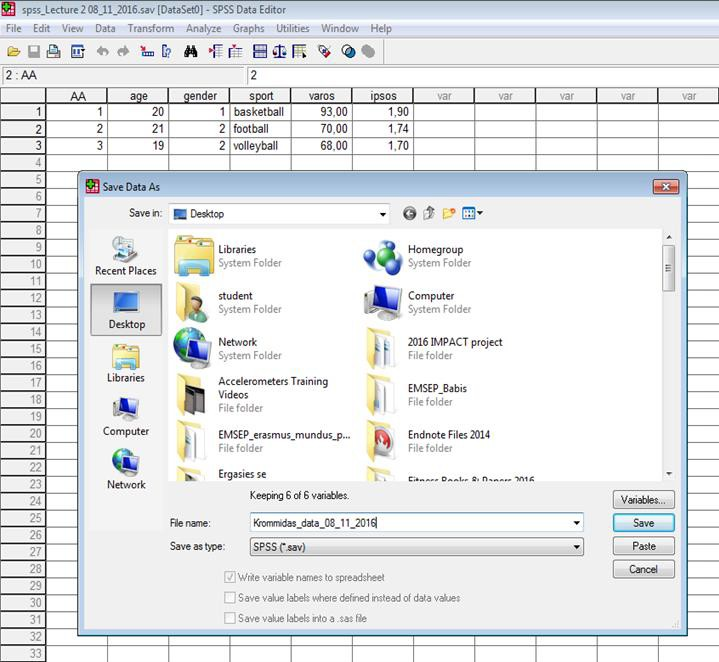 spss_Lecture 2 08_11_2016.sav [DataSet0] - SPSS Data Editor
File Edit View Data Transform Analyze Graphs Utilities Window Help
2 : AA 2
AA age gender sport varos ipsos var var var var var
1 1 20 1 basketball 93,00 1,90
2 2 21 2 football 70,00 1,74
3 3 19 2 volleyball 68,00 1,70
4
5
6
7
8
9
10
11
12
13
14
15
16
17
18
19
20
21
22
23
24
25
26
27
28
29
30
31
32
33
Save Data As
Save in: Desktop
Recent Places
Desktop
Libraries
Computer
Network
Libraries
System Folder
Homegroup
System Folder
student
System Folder
Computer
System Folder
Network
System Folder
2016 IMPACT project
File folder
Accelerometers Training
Videos
File folder
EMSEP_Babis
File folder
EMSEP_erasmus_mundus_p...
File folder
Endnote Files 2014
File folder
Ergasies se
Fitness Books & Papers 2016
Keeping 6 of 6 variables.
Variables...
File name: Krommidas_data_08_11_2016
Save
Save as type: SPSS (*.sav)
Paste
Cancel
Write variable names to spreadsheet
Save value labels where defined instead of data values
Save value labels into a .sas file